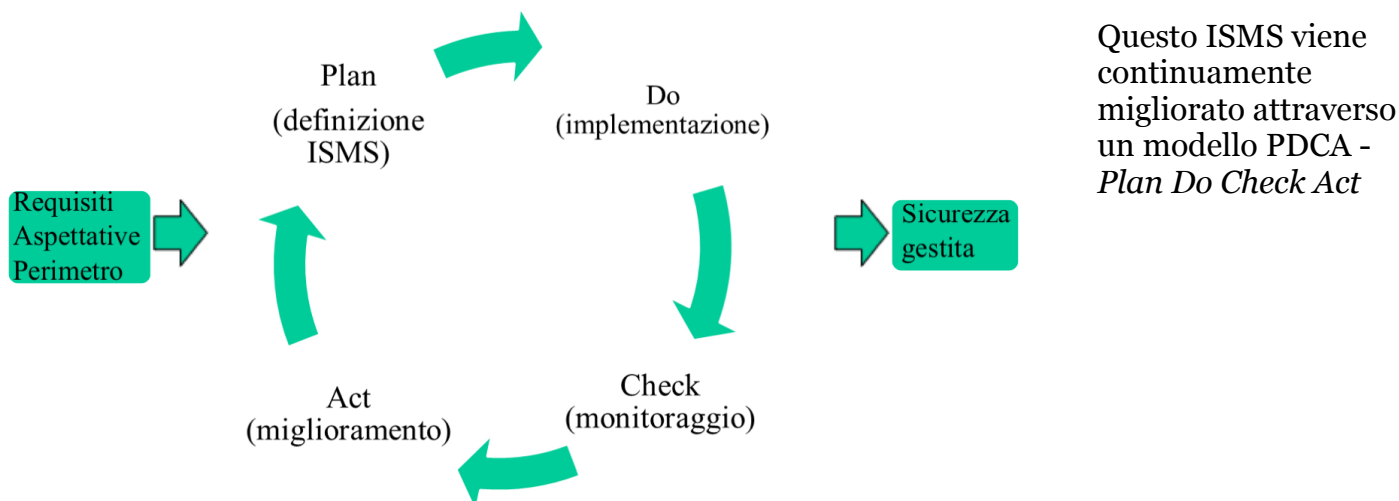 Plan
(definizione
ISMS)
Do
(implementazione)
Requisiti
Aspettative
Perimetro
Sicurezza
gestita
Act
(miglioramento)
Check
(monitoraggio)
Questo ISMS viene
continuamente
migliorato attraverso
un modello PDCA -
Plan Do Check Act